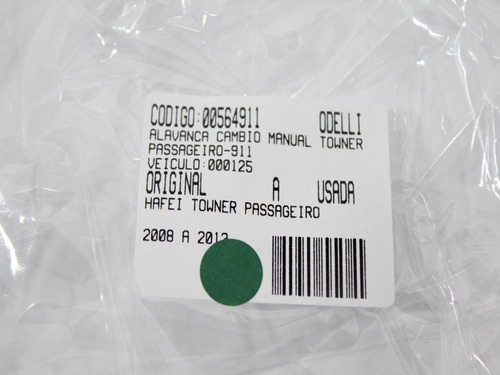 CODIGO:00564911 ODELLI
ALAVANCA CAMBIO MANUAL TOWNER
PASSAGEIRO-911
VEICULO:000125
ORIGINAL A USADA
HAFEI TOWNER PASSAGEIRO
2008 A 2012